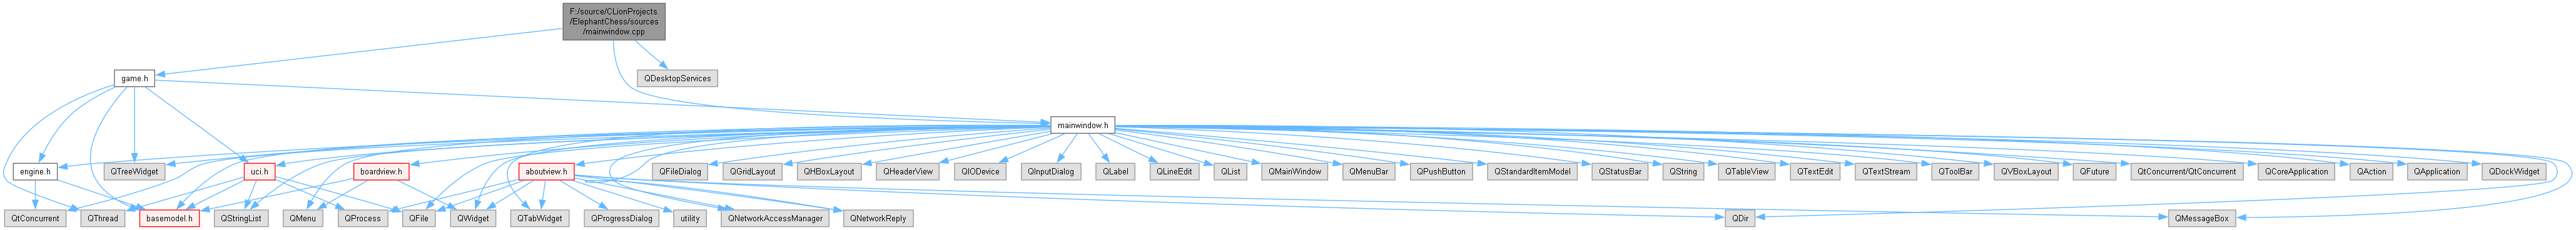 F:/source/CLionProjects
/ElephantChess/sources
/mainwindow.cpp
game.h
QDesktopServices
mainwindow.h
engine.h
QTreeWidget
uci.h
boardview.h
aboutview.h
QFileDialog
QGridLayout
QHBoxLayout
QHeaderView
QIODevice
QInputDialog
QLabel
QLineEdit
QList
QMainWindow
QMenuBar
QPushButton
QStandardItemModel
QStatusBar
QString
QTableView
QTextEdit
QTextStream
QToolBar
QVBoxLayout
QFuture
QtConcurrent/QtConcurrent
QCoreApplication
QAction
QApplication
QDockWidget
QtConcurrent
QThread
basemodel.h
QStringList
QMenu
QProcess
QFile
QWidget
QTabWidget
QProgressDialog
utility
QNetworkAccessManager
QNetworkReply
QDir
QMessageBox